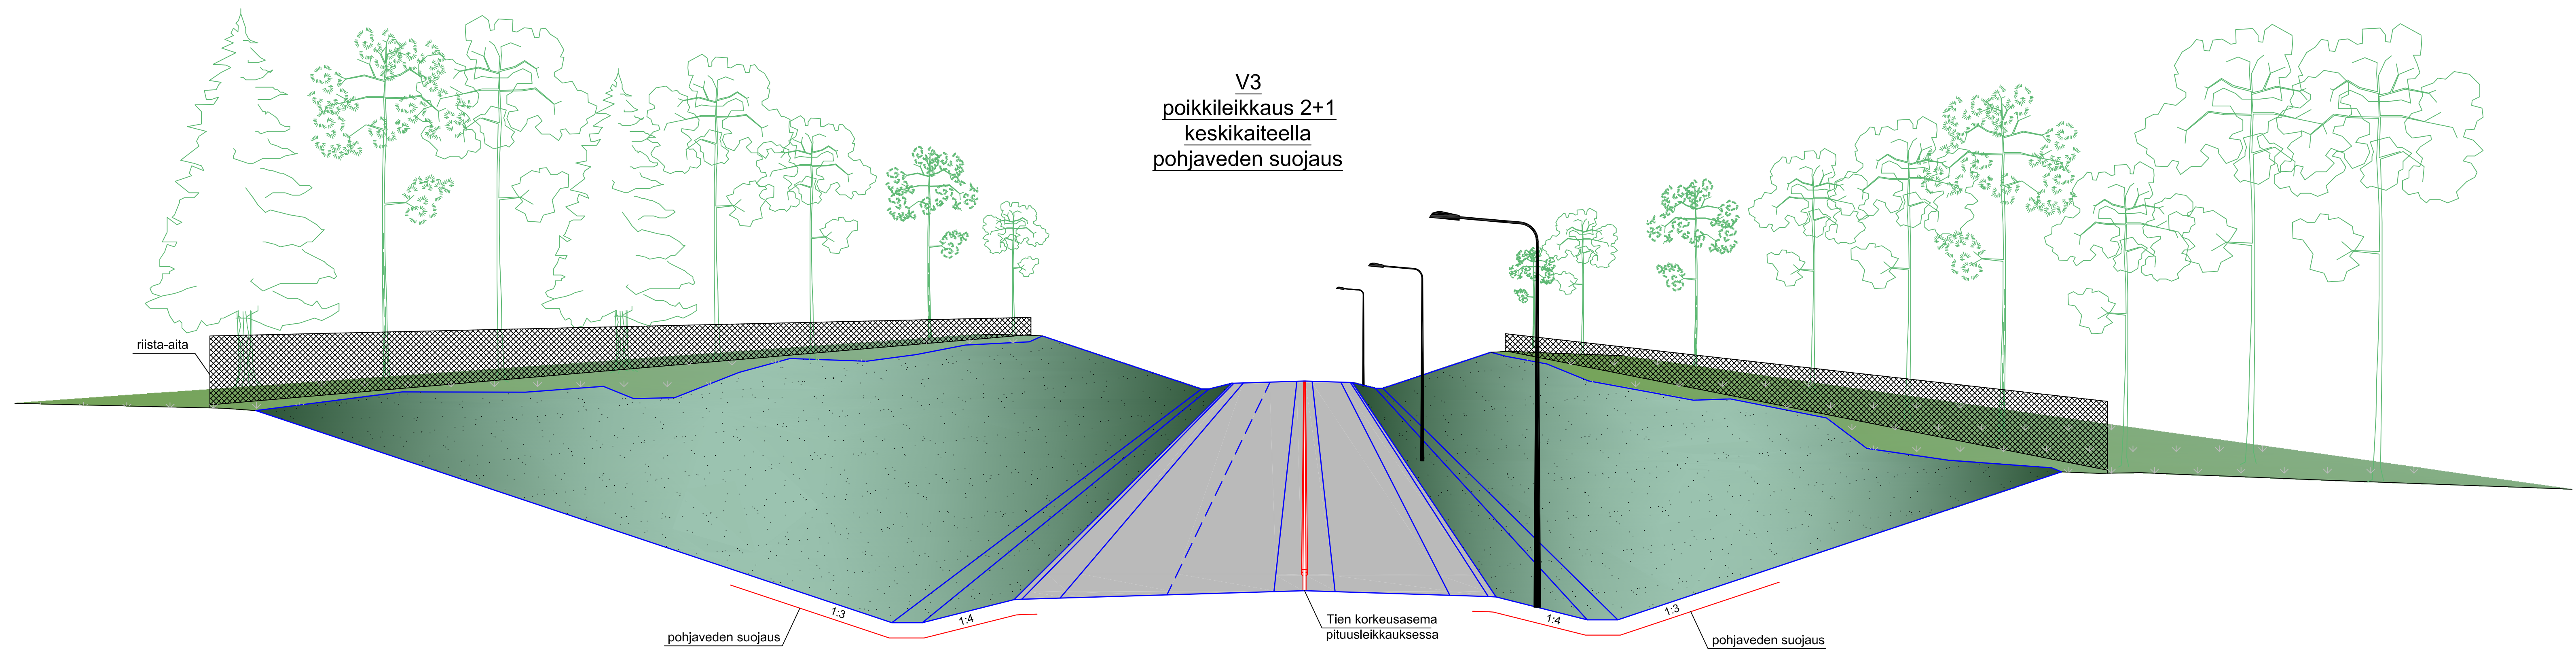 V3
poikkileikkaus 2+1
keskikaiteella
pohjaveden suojaus
riista-aita
1:3
1:4
pohjaveden suojaus
Tien korkeusasema
pituusleikkauksessa
1:4
1:3
pohjaveden suojaus